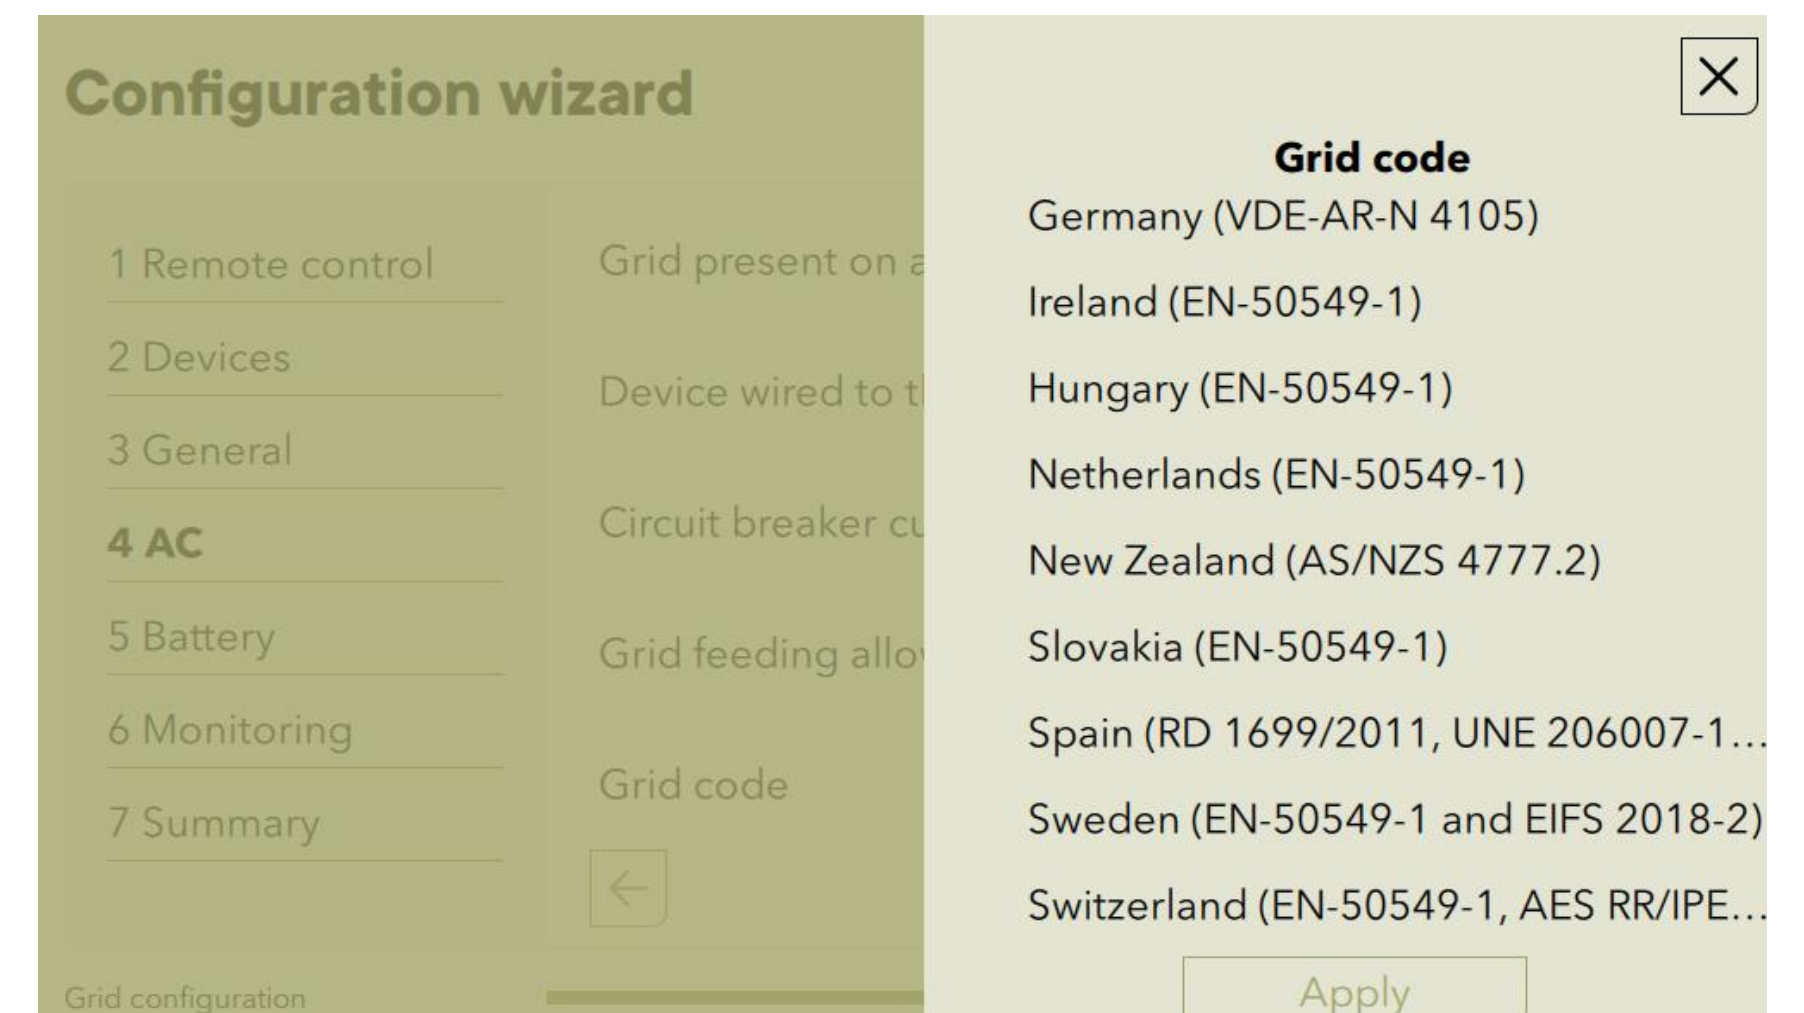 Configuration wizard
1 Remote control
2 Devices
3 General
4 AC
5 Battery
6 Monitoring
7 Summary
Grid present on
Device wired to
Circuit breaker
Grid feeding
Grid code
Grid configuration
Grid code
Germany (VDE-AR-N 4105)
Ireland (EN-50549-1)
Hungary (EN-50549-1)
Netherlands (EN-50549-1)
New Zealand (AS/NZS 4777.2)
Slovakia (EN-50549-1)
Spain (RD 1699/2011, UNE 206007-1...
Sweden (EN-50549-1 and EIFS 2018-2)
Switzerland (EN-50549-1, AES RR/IPE...
Apply